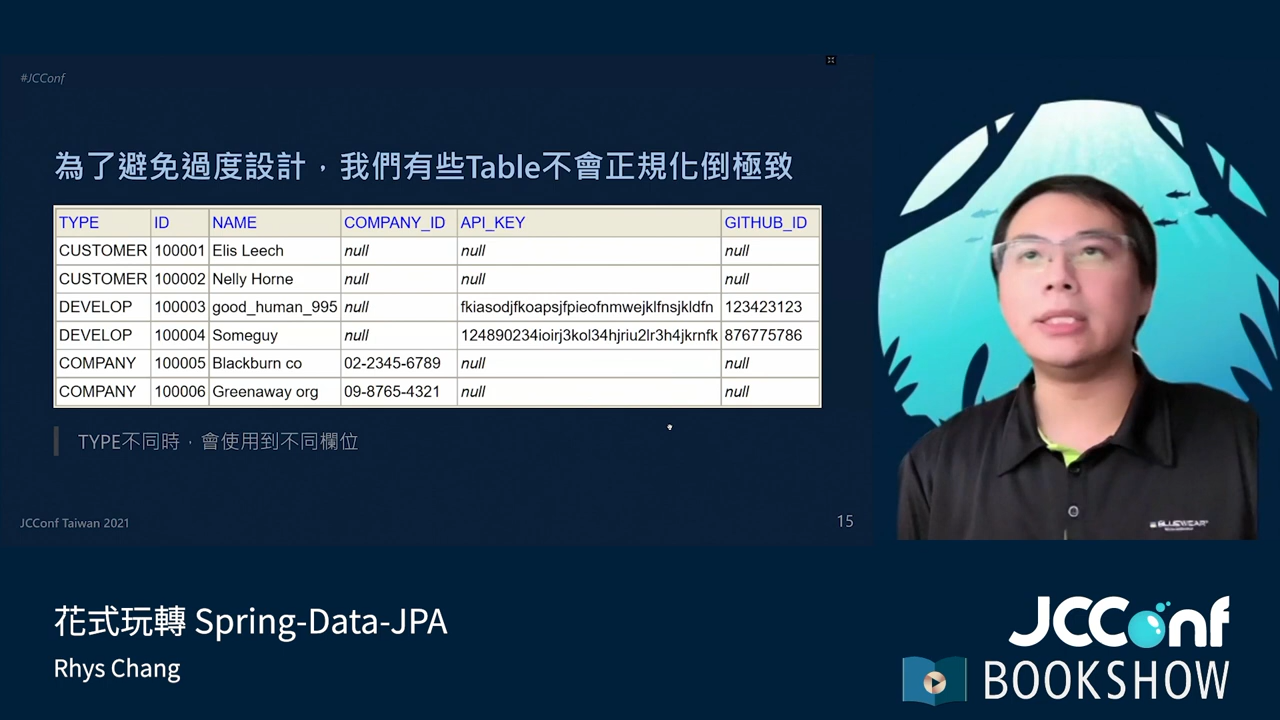 #JCConf
為了避免過度設計，我們有些Table不會正規化倒極致
TYPE ID NAME COMPANY_ID API_KEY GITHUB_ID
CUSTOMER 100001 Elis Leech null null null
CUSTOMER 100002 Nelly Horne null null null
DEVELOP 100003 good_human_995 null fkiasodjfkoapsjfpieofnmwejklfnsjkldfn 123423123
DEVELOP 100004 Someguy null 124890234ioirj3kol34hjriu2lr3h4jkrnfk 876775786
COMPANY 100005 Blackburn co 02-2345-6789 null null
COMPANY 100006 Greenaway org 09-8765-4321 null null
TYPE不同時，會使用到不同欄位
JCConf Taiwan 2021
15
BLUEWEAR
花式玩轉 Spring-Data-JPA
Rhys Chang
JCConf
BOOKSHOW